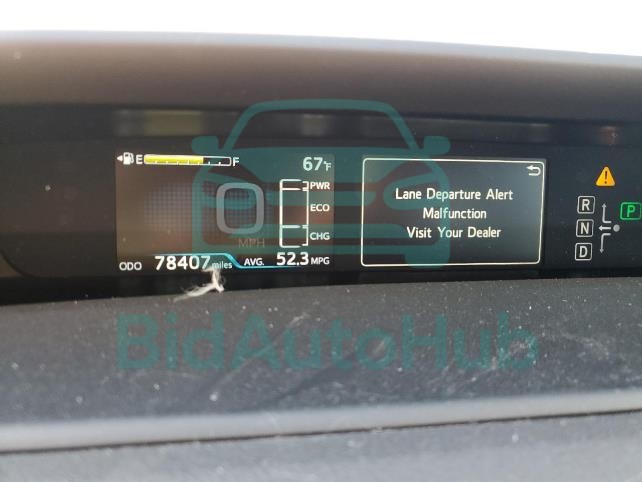 E F 67°F
PWR
ECO
CHG
0
MPH
ODO 78407 miles AVG. 52.3 MPG
Lane Departure Alert
Malfunction
Visit Your Dealer
R
N P
D
BidAutoHub